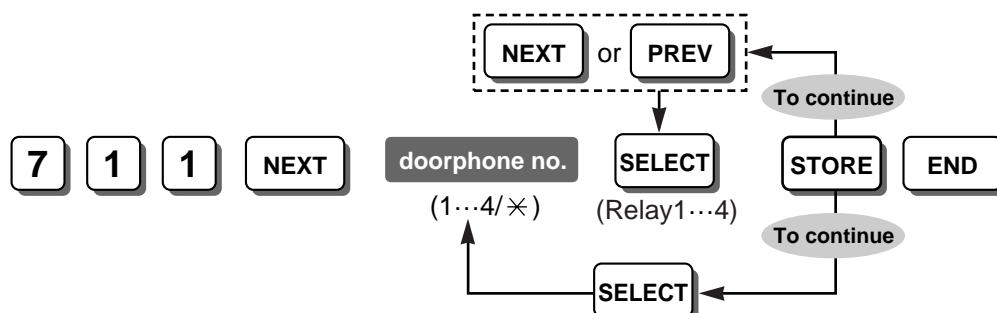 NEXT or PREV
To continue
7 1 1 NEXT doorphone no. SELECT STORE END
(1···4/✳) (Relay1···4)
To continue
SELECT